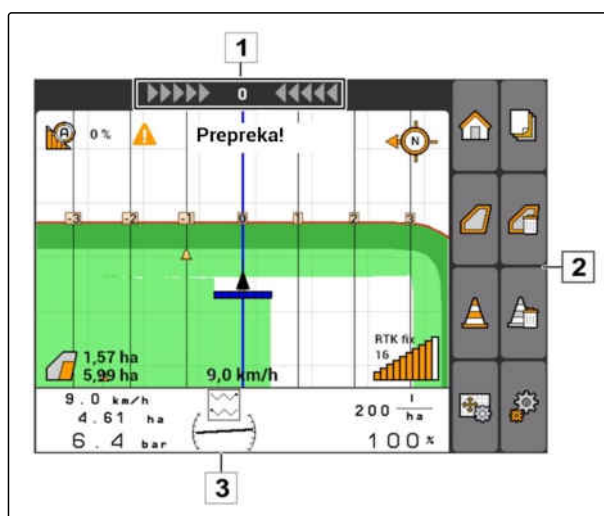 1
0
A 0 % Prepreka! N
-3 -2 -1 0 1 2 3
2
RTK fix
1,57 ha 16
5,99 ha 9,0 km/h
9.0 km/h
4.61 ha 200 l/ha
6.4 bar 100 %
3